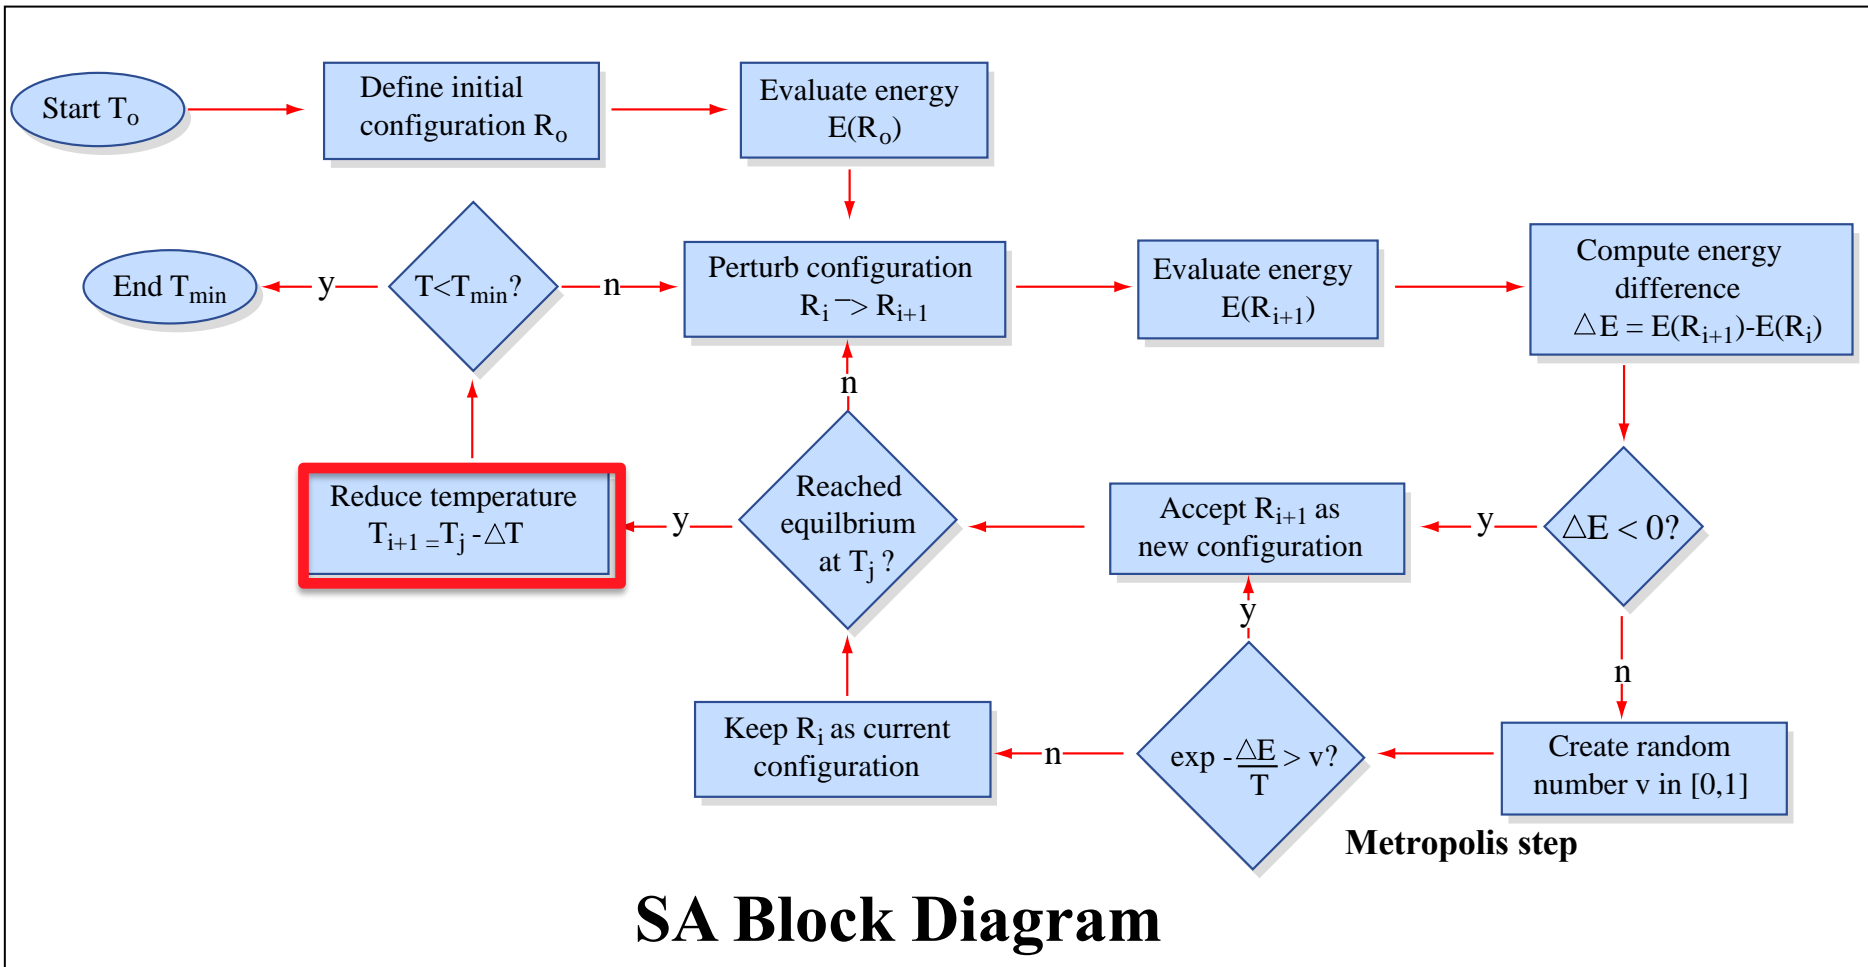 Start To
Define initial
configuration Ro
Evaluate energy
E(Ro)
End Tmin
y
T<Tmin?
n
Perturb configuration
Ri −> Ri+1
Evaluate energy
E(Ri+1)
Compute energy
difference
△E = E(Ri+1)-E(Ri)
n
Reduce temperature
Ti+1 =Tj -△T
y
Reached
equilbrium
at Tj ?
Accept Ri+1 as
new configuration
y
△E < 0?
y
n
Keep Ri as current
configuration
n
exp -△E/T > v?
Create random
number v in [0,1]
Metropolis step
SA Block Diagram